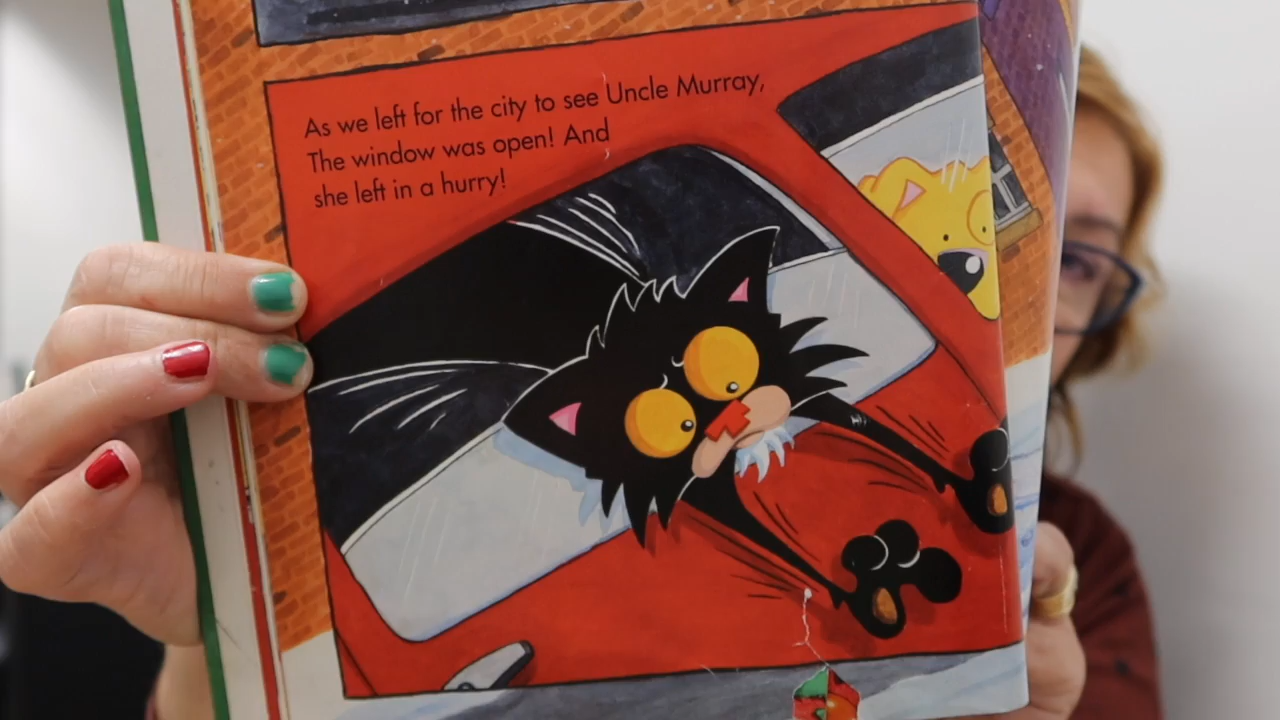 As we left for the city to see Uncle Murray,
The window was open! And
she left in a hurry!